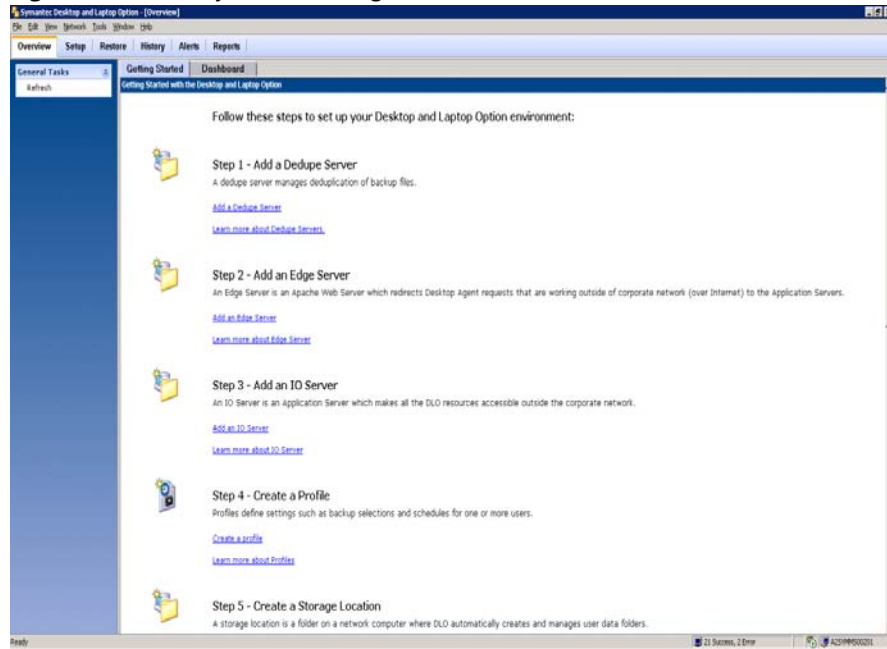 Symantec Desktop and Laptop Option - [Overview]
File Edit View Network Tools Window Help
Overview Setup Restore History Alerts Reports
General Tasks
Refresh
Getting Started Dashboard
Getting Started with the Desktop and Laptop Option
Follow these steps to set up your Desktop and Laptop Option environment:
Step 1 - Add a Dedupe Server
A dedupe server manages deduplication of backup files.
Add a Dedupe Server
Learn more about Dedupe Servers.
Step 2 - Add an Edge Server
An Edge Server is an Apache Web Server which redirects Desktop Agent requests that are working outside of corporate network (over Internet) to the Application Servers.
Add an Edge Server
Learn more about Edge Server
Step 3 - Add an IO Server
An IO Server is an Application Server which makes all the DLO resources accessible outside the corporate network.
Add an IO Server
Learn more about IO Server
Step 4 - Create a Profile
Profiles define settings such as backup selections and schedules for one or more users.
Create a profile
Learn more about Profiles
Step 5 - Create a Storage Location
A storage location is a folder on a network computer where DLO automatically creates and manages user data folders.
Ready
21 Success, 2 Error